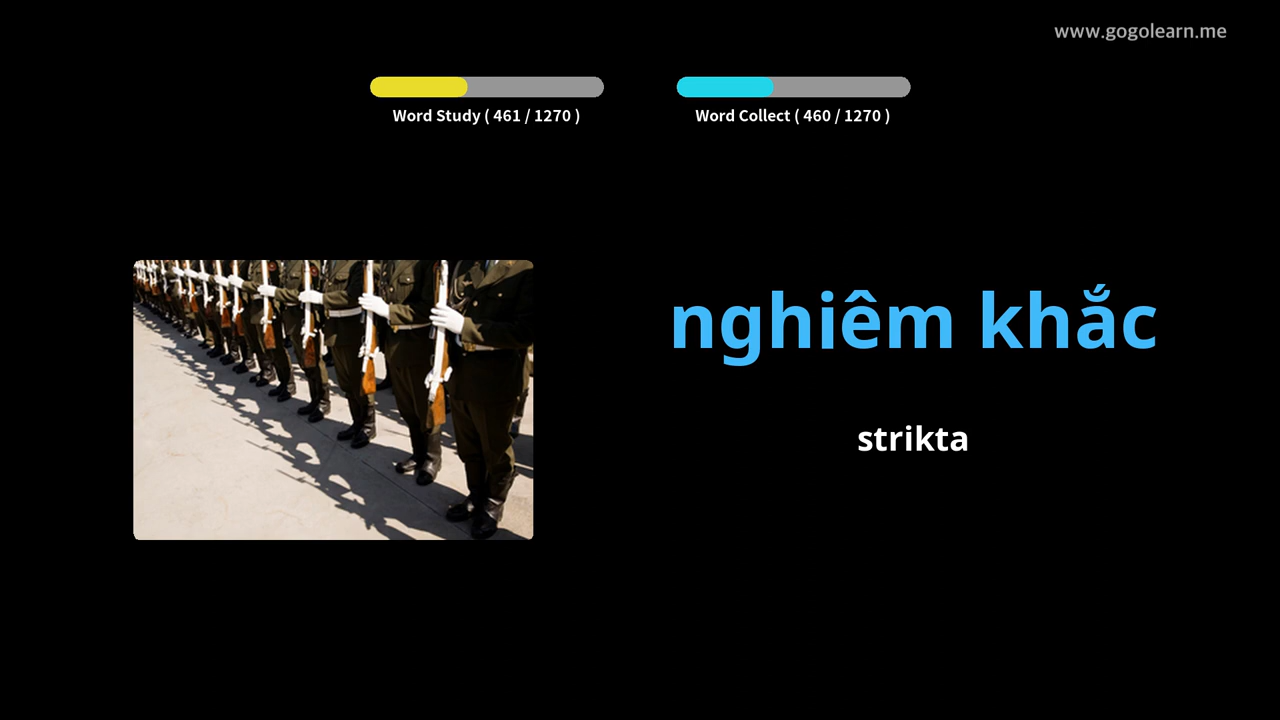 www.gogolearn.me
Word Study ( 461 / 1270 )
Word Collect ( 460 / 1270 )
nghiêm khắc
strikta